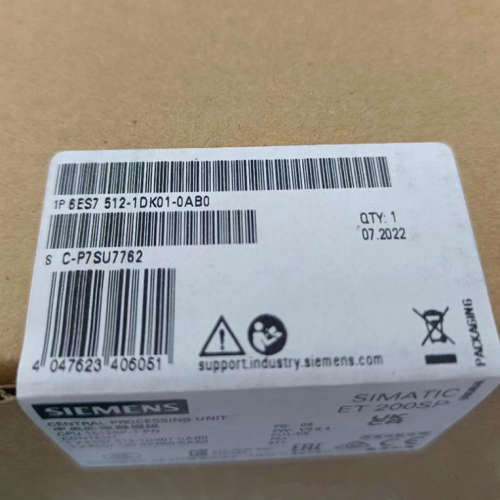 1P 6ES7 512-1DK01-0AB0
QTY: 1
07.2022
S C-P7SU7762
4 047623 406051
support.industry.siemens.com
PACKAGING
SIEMENS
SIMATIC
ET 200SP
CENTRAL PROCESSING UNIT